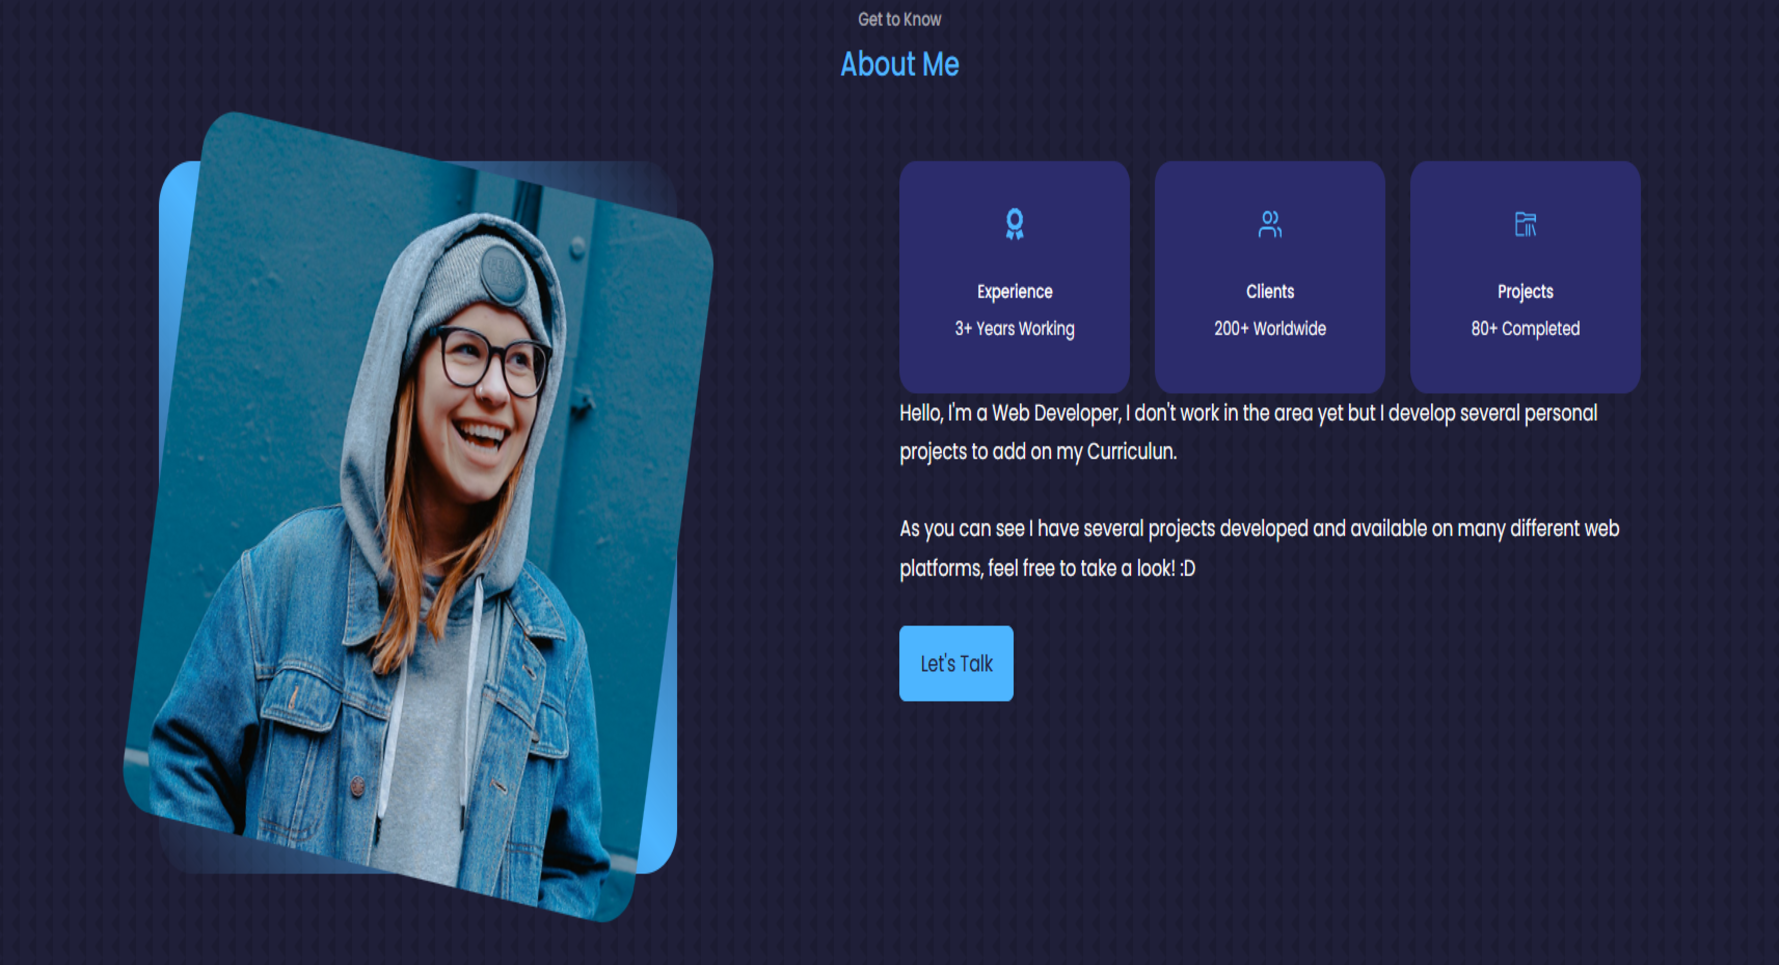 Get to Know
About Me
Experience
3+ Years Working
Clients
200+ Worldwide
Projects
80+ Completed
Hello, I'm a Web Developer, I don't work in the area yet but I develop several personal
projects to add on my Curriculun.
As you can see I have several projects developed and available on many different web
platforms, feel free to take a look! :D
Let's Talk